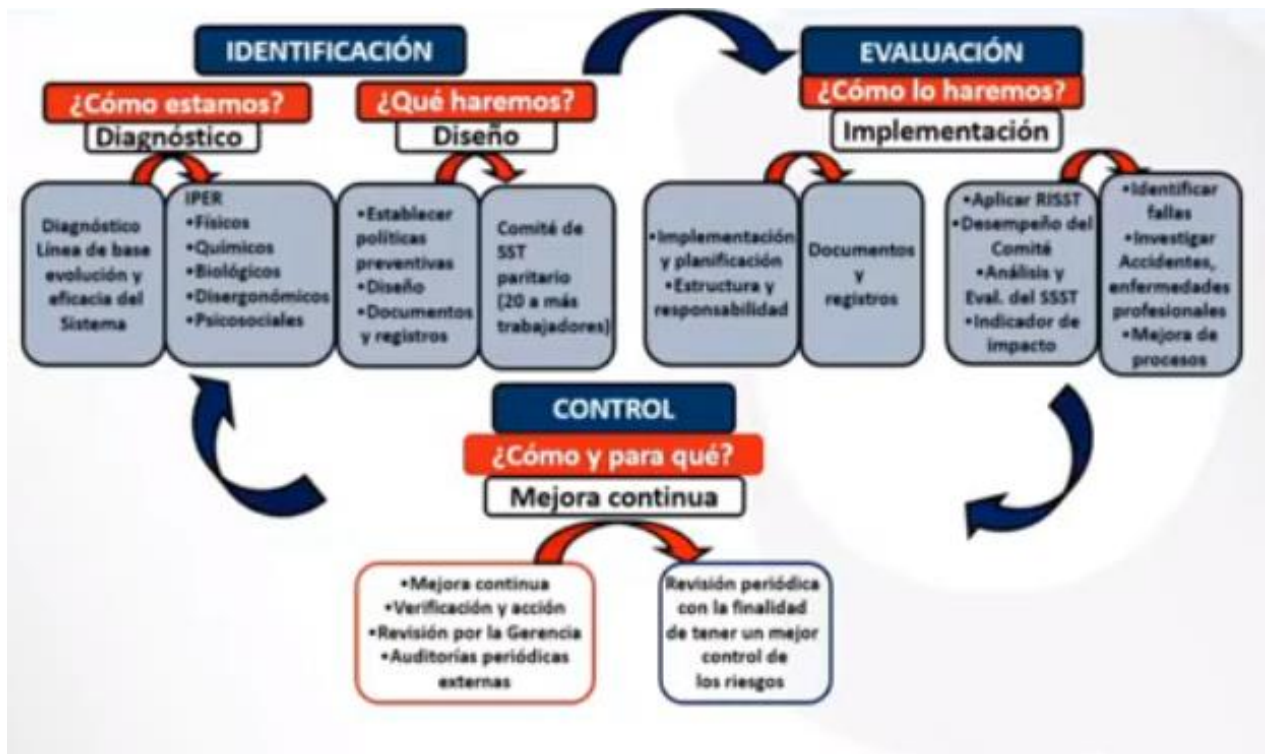 IDENTIFICACIÓN
¿Cómo estamos?
Diagnóstico
Diagnóstico
Línea de base
evolución y
eficacia del
Sistema
IPER
•Físicos
•Químicos
•Biológicos
•Disergonómicos
•Psicosociales
¿Qué haremos?
Diseño
•Establecer
políticas
preventivas
•Diseño
•Documentos
y registros
Comité de
SST
paritario
(20 a más
trabajadores)
EVALUACIÓN
¿Cómo lo haremos?
Implementación
•Implementación
y planificación
•Estructura y
responsabilidad
Documentos
y
registros
•Aplicar RISST
•Desempeño del
Comité
•Análisis y
Eval. del SSST
•Indicador de
impacto
•Identificar
fallas
•Investigar
Accidentes,
enfermedades
profesionales
•Mejora de
procesos
CONTROL
¿Cómo y para qué?
Mejora continua
•Mejora continua
•Verificación y acción
•Revisión por la Gerencia
•Auditorías periódicas
externas
Revisión periódica
con la finalidad
de tener un mejor
control de
los riesgos